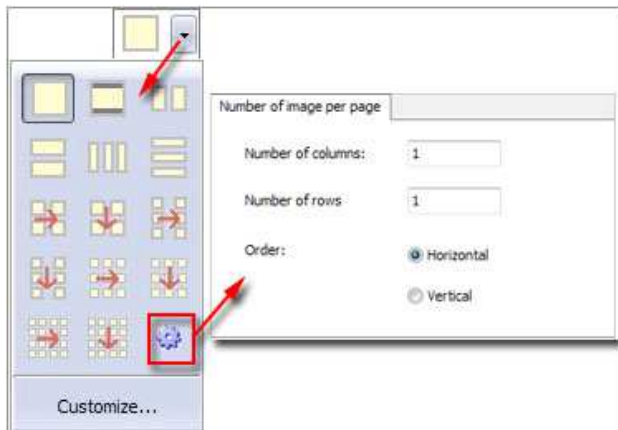 Number of image per page
Number of columns: 1
Number of rows 1
Order: Horizontal
Vertical
Customize...